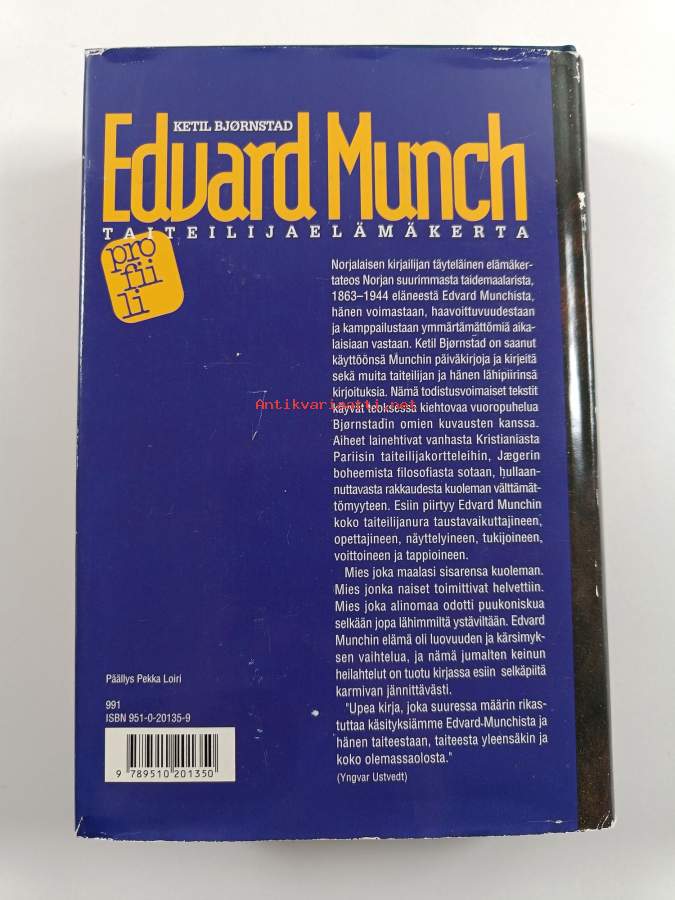 KETIL BJØRNSTAD
Edvard Munch
TAITEILIJAELÄMÄKERTA
pro
fii
li
Norjalaisen kirjailijan täyteläinen elämäker-
tateos Norjan suurimmasta taidemaalarista,
1863–1944 eläneestä Edvard Munchista,
hänen voimastaan, haavoittuvuudestaan
ja kamppailustaan ymmärtämättömiä aika-
laisiaan vastaan. Ketil Bjørnstad on saanut
käyttöönsä Munchin päiväkirjoja ja kirjeitä
sekä muita taiteilijan ja hänen lähipiirinsä
kirjoituksia. Nämä todistusvoimaiset tekstit
Antikvariaatti.net
käyvät teoksessa kiehtovaa vuoropuhelua
Bjørnstadin omien kuvausten kanssa.
Aiheet lainehtivat vanhasta Kristianiasta
Pariisin taiteilijakortteleihin, Jægerin
boheemista filosofiasta sotaan, hullaan-
nuttavasta rakkaudesta kuoleman välttämät-
tömyyteen. Esiin piirtyy Edvard Munchin
koko taiteilijanura taustavaikuttajineen,
opettajineen, näyttelyineen, tukijoineen,
voittoineen ja tappioineen.
Mies joka maalasi sisarensa kuoleman.
Mies jonka naiset toimittivat helvettiin.
Mies joka alinomaa odotti puukoniskua
selkään jopa lähimmiltä ystäviltään. Edvard
Munchin elämä oli luovuuden ja kärsimyk-
sen vaihtelua, ja nämä jumalten keinun
heilahtelut on tuotu kirjassa esiin selkäpiitä
karmivan jännittävästi.
"Upea kirja, joka suuressa määrin rikas-
tuttaa käsityksiämme Edvard Munchista ja
hänen taiteestaan, taiteesta yleensäkin ja
koko olemassaolosta."
(Yngvar Ustvedt)
Päällys Pekka Loiri
991
ISBN 951-0-20135-9
9 789510 201350